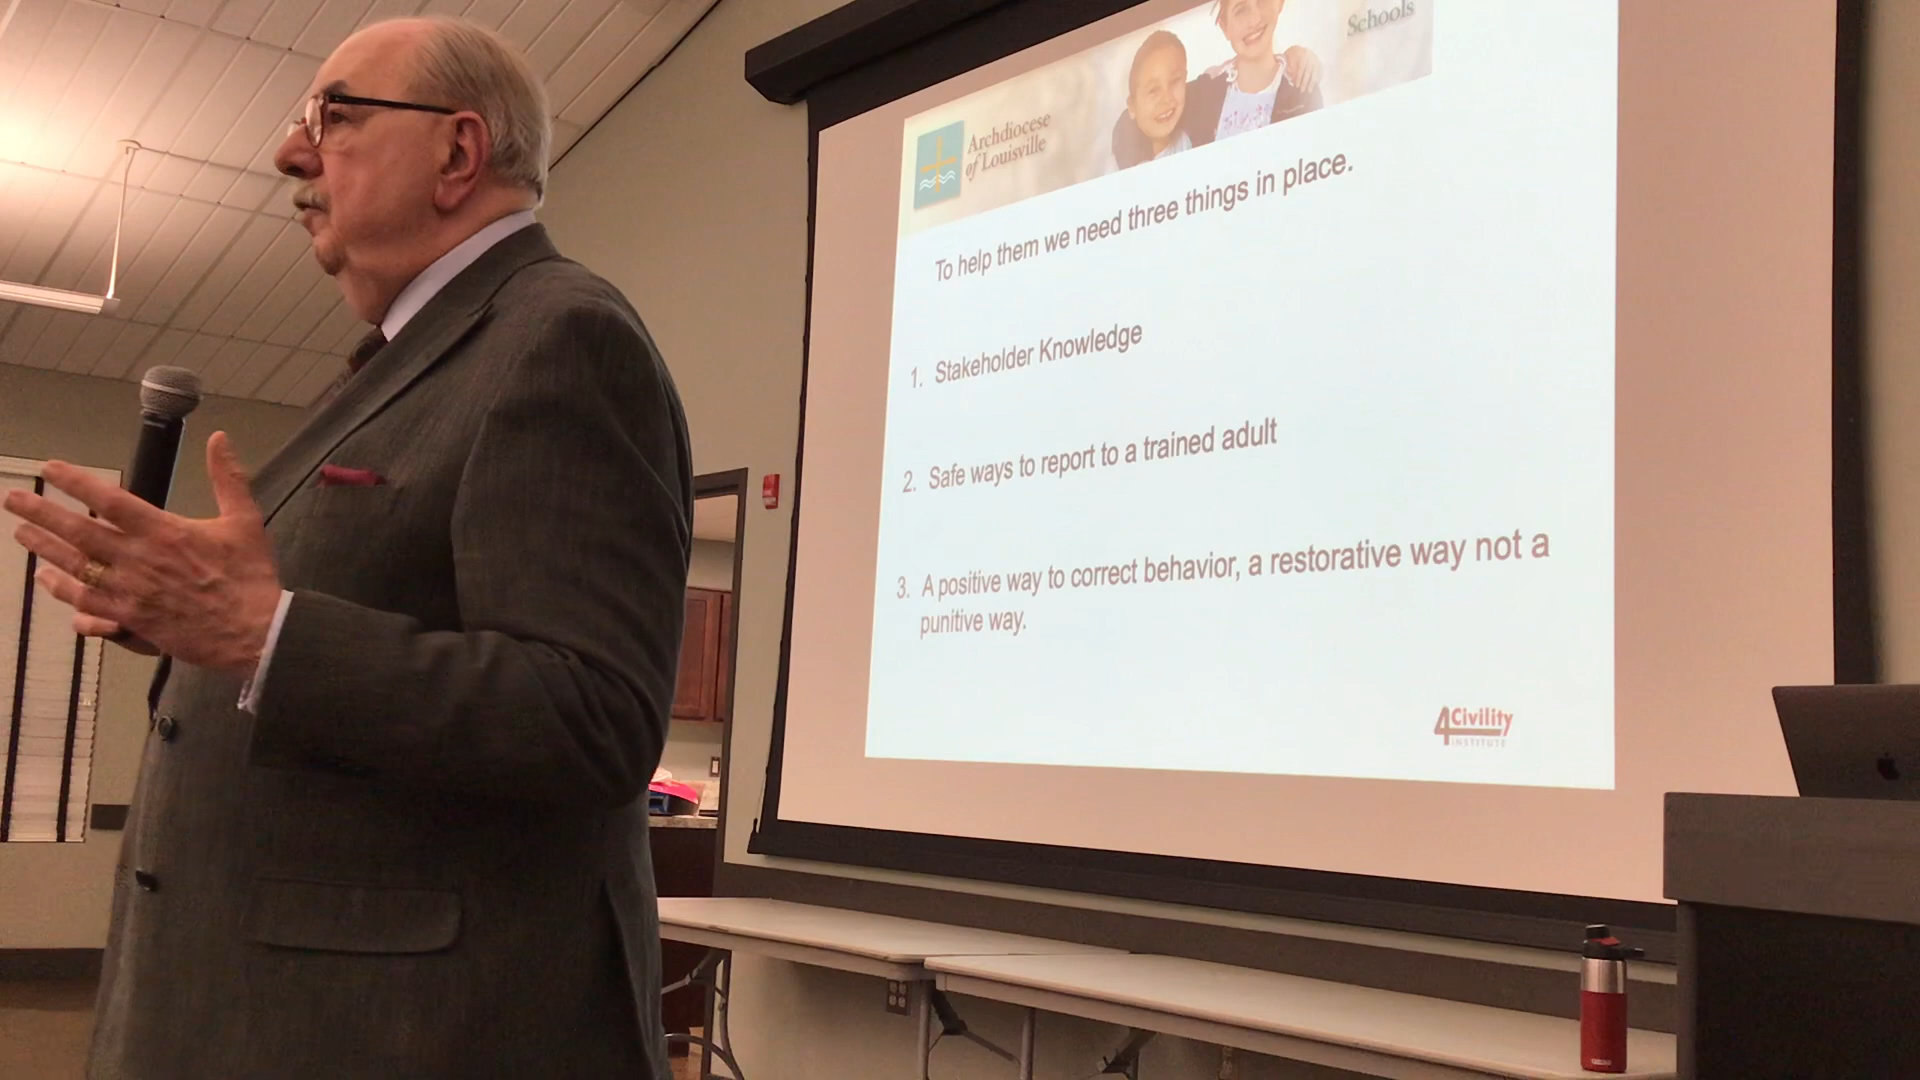 Schools
Archdiocese
of Louisville
To help them we need three things in place.
1. Stakeholder Knowledge
2. Safe ways to report to a trained adult
3. A positive way to correct behavior, a restorative way not a
punitive way.
4Civility
INSTITUTE